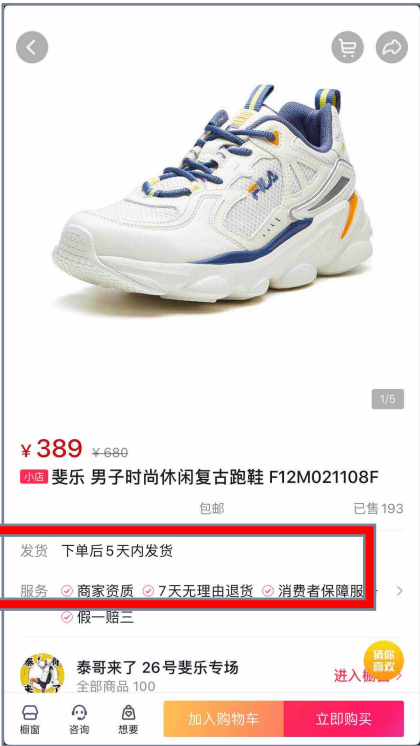 FILA
1/5
¥389 ¥680
小店 斐乐 男子时尚休闲复古跑鞋 F12M021108F
包邮 已售 193
发货 下单后5天内发货
服务 商家资质 7天无理由退货 消费者保障服
假一赔三
泰哥来了 26号斐乐专场
猜你
喜欢
全部商品 100
进入橱
橱窗 咨询 想要 加入购物车 立即购买